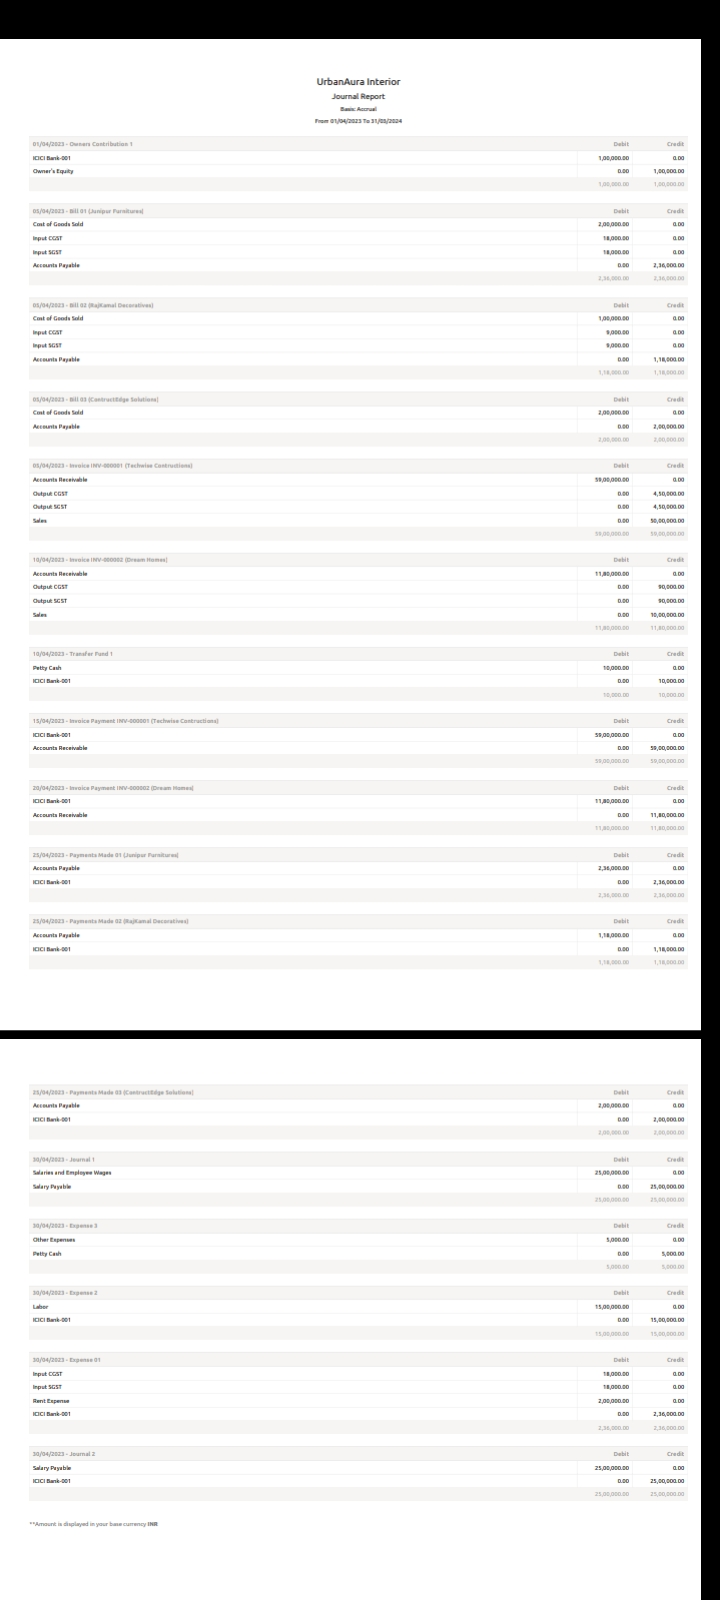 UrbanAura Interior
Journal Report
Basic: Accrual
From 01/04/2023 To 31/03/2024
01/04/2023 - Owners Contribution 1 Debit Credit
ICICI Bank-001 1,00,000.00 0.00
Owner's Equity 0.00 1,00,000.00
1,00,000.00 1,00,000.00
05/04/2023 - Bill 01 (Junipur Furnitures) Debit Credit
Cost of Goods Sold 2,00,000.00 0.00
Input CGST 18,000.00 0.00
Input SGST 18,000.00 0.00
Accounts Payable 0.00 2,36,000.00
2,36,000.00 2,36,000.00
05/04/2023 - Bill 02 (RajKamal Decoratives) Debit Credit
Cost of Goods Sold 1,00,000.00 0.00
Input CGST 9,000.00 0.00
Input SGST 9,000.00 0.00
Accounts Payable 0.00 1,18,000.00
1,18,000.00 1,18,000.00
05/04/2023 - Bill 03 (ContructEdge Solutions) Debit Credit
Cost of Goods Sold 2,00,000.00 0.00
Accounts Payable 0.00 2,00,000.00
2,00,000.00 2,00,000.00
05/04/2023 - Invoice INV-000001 (Techwise Contructions) Debit Credit
Accounts Receivable 59,00,000.00 0.00
Output CGST 0.00 4,50,000.00
Output SGST 0.00 4,50,000.00
Sales 0.00 50,00,000.00
59,00,000.00 59,00,000.00
10/04/2023 - Invoice INV-000002 (Dream Homes) Debit Credit
Accounts Receivable 11,80,000.00 0.00
Output CGST 0.00 90,000.00
Output SGST 0.00 90,000.00
Sales 0.00 10,00,000.00
11,80,000.00 11,80,000.00
10/04/2023 - Transfer Fund 1 Debit Credit
Petty Cash 10,000.00 0.00
ICICI Bank-001 0.00 10,000.00
10,000.00 10,000.00
15/04/2023 - Invoice Payment INV-000001 (Techwise Contructions) Debit Credit
ICICI Bank-001 59,00,000.00 0.00
Accounts Receivable 0.00 59,00,000.00
59,00,000.00 59,00,000.00
20/04/2023 - Invoice Payment INV-000002 (Dream Homes) Debit Credit
ICICI Bank-001 11,80,000.00 0.00
Accounts Receivable 0.00 11,80,000.00
11,80,000.00 11,80,000.00
25/04/2023 - Payments Made 01 (Junipur Furnitures) Debit Credit
Accounts Payable 2,36,000.00 0.00
ICICI Bank-001 0.00 2,36,000.00
2,36,000.00 2,36,000.00
25/04/2023 - Payments Made 02 (RajKamal Decoratives) Debit Credit
Accounts Payable 1,18,000.00 0.00
ICICI Bank-001 0.00 1,18,000.00
1,18,000.00 1,18,000.00
25/04/2023 - Payments Made 03 (ContructEdge Solutions) Debit Credit
Accounts Payable 2,00,000.00 0.00
ICICI Bank-001 0.00 2,00,000.00
2,00,000.00 2,00,000.00
30/04/2023 - Journal 1 Debit Credit
Salaries and Employee Wages 25,00,000.00 0.00
Salary Payable 0.00 25,00,000.00
25,00,000.00 25,00,000.00
30/04/2023 - Expense 3 Debit Credit
Other Expenses 5,000.00 0.00
Petty Cash 0.00 5,000.00
5,000.00 5,000.00
30/04/2023 - Expense 2 Debit Credit
Labor 15,00,000.00 0.00
ICICI Bank-001 0.00 15,00,000.00
15,00,000.00 15,00,000.00
30/04/2023 - Expense 01 Debit Credit
Input CGST 18,000.00 0.00
Input SGST 18,000.00 0.00
Rent Expense 2,00,000.00 0.00
ICICI Bank-001 0.00 2,36,000.00
2,36,000.00 2,36,000.00
30/04/2023 - Journal 2 Debit Credit
Salary Payable 25,00,000.00 0.00
ICICI Bank-001 0.00 25,00,000.00
25,00,000.00 25,00,000.00
**Amount is displayed in your base currency INR